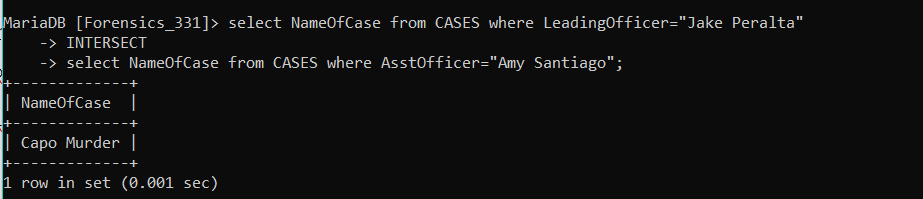 MariaDB [Forensics_331]> select NameOfCase from CASES where LeadingOfficer="Jake Peralta"
    -> INTERSECT
    -> select NameOfCase from CASES where AsstOfficer="Amy Santiago";
+-------------+
| NameOfCase  |
+-------------+
| Capo Murder |
+-------------+
1 row in set (0.001 sec)